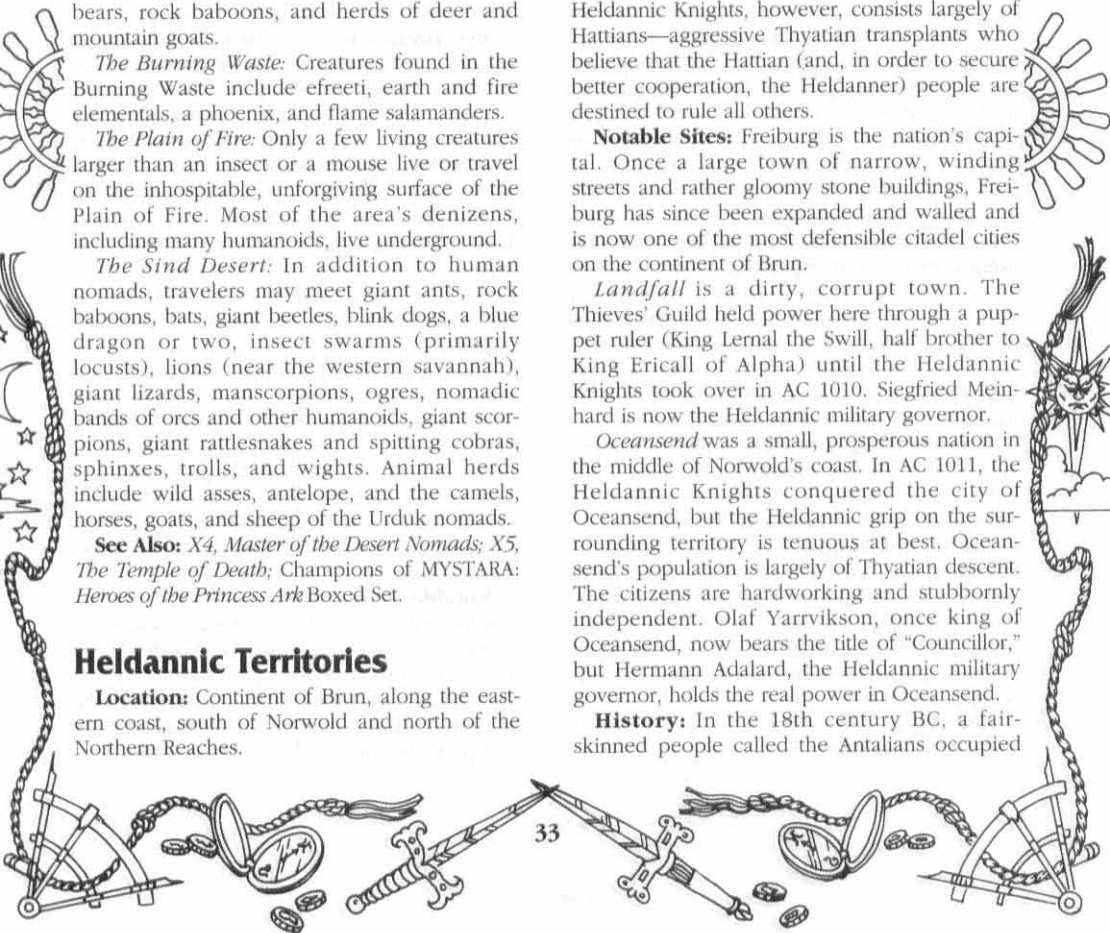 bears, rock baboons, and herds of deer and
mountain goats.
The Burning Waste: Creatures found in the
Burning Waste include efreeti, earth and fire
elementals, a phoenix, and flame salamanders.
The Plain of Fire: Only a few living creatures
larger than an insect or a mouse live or travel
on the inhospitable, unforgiving surface of the
Plain of Fire. Most of the area's denizens,
including many humanoids, live underground.
The Sind Desert: In addition to human
nomads, travelers may meet giant ants, rock
baboons, bats, giant beetles, blink dogs, a blue
dragon or two, insect swarms (primarily
locusts), lions (near the western savannah),
giant lizards, manscorpions, ogres, nomadic
bands of orcs and other humanoids, giant scor-
pions, giant rattlesnakes and spitting cobras,
sphinxes, trolls, and wights. Animal herds
include wild asses, antelope, and the camels,
horses, goats, and sheep of the Urduk nomads.
See Also: X4, Master of the Desert Nomads; X5,
The Temple of Death; Champions of MYSTARA:
Heroes of the Princess Ark Boxed Set.
Heldannic Territories
Location: Continent of Brun, along the east-
ern coast, south of Norwold and north of the
Northern Reaches.
Heldannic Knights, however, consists largely of
Hattians—aggressive Thyatian transplants who
believe that the Hattian (and, in order to secure
better cooperation, the Heldanner) people are
destined to rule all others.
Notable Sites: Freiburg is the nation's capi-
tal. Once a large town of narrow, winding
streets and rather gloomy stone buildings, Frei-
burg has since been expanded and walled and
is now one of the most defensible citadel cities
on the continent of Brun.
Landfall is a dirty, corrupt town. The
Thieves' Guild held power here through a pup-
pet ruler (King Lernal the Swill, half brother to
King Ericall of Alpha) until the Heldannic
Knights took over in AC 1010. Siegfried Mein-
hard is now the Heldannic military governor.
Oceansend was a small, prosperous nation in
the middle of Norwold's coast. In AC 1011, the
Heldannic Knights conquered the city of
Oceansend, but the Heldannic grip on the sur-
rounding territory is tenuous at best. Ocean-
send's population is largely of Thyatian descent.
The citizens are hardworking and stubbornly
independent. Olaf Yarrvikson, once king of
Oceansend, now bears the title of "Councillor,"
but Hermann Adalard, the Heldannic military
governor, holds the real power in Oceansend.
History: In the 18th century BC, a fair-
skinned people called the Antalians occupied
33